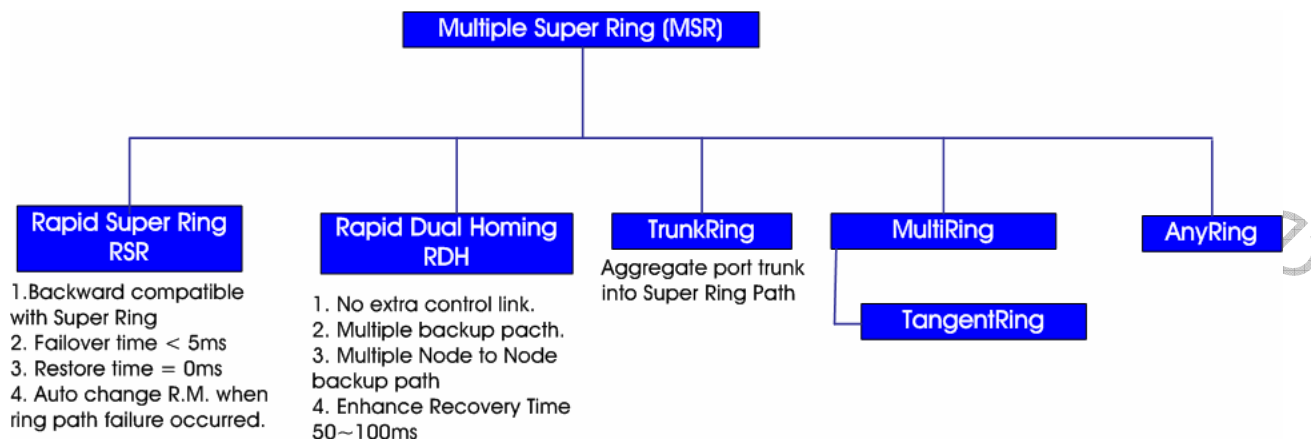 Multiple Super Ring (MSR)
Rapid Super Ring
RSR
1.Backward compatible
with Super Ring
2. Failover time < 5ms
3. Restore time = 0ms
4. Auto change R.M. when
ring path failure occurred.
Rapid Dual Homing
RDH
1. No extra control link.
2. Multiple backup pacth.
3. Multiple Node to Node
backup path
4. Enhance Recovery Time
50~100ms
TrunkRing
Aggregate port trunk
into Super Ring Path
MultiRing
TangentRing
AnyRing